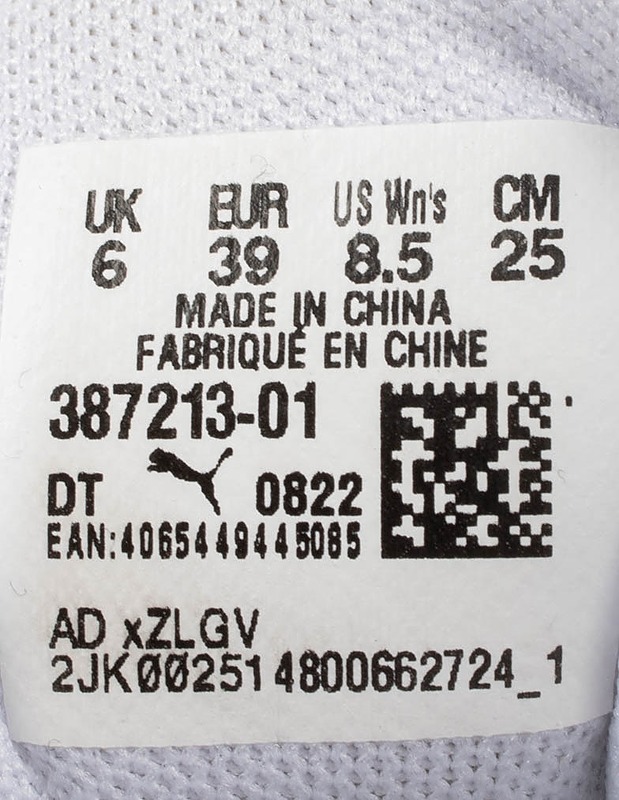 UK EUR US Wn's CM
6 39 8.5 25
MADE IN CHINA
FABRIQUÉ EN CHINE
387213-01
DT 0822
EAN:4065449445085
AD xZLGV
2JKØØ2514800662724_1